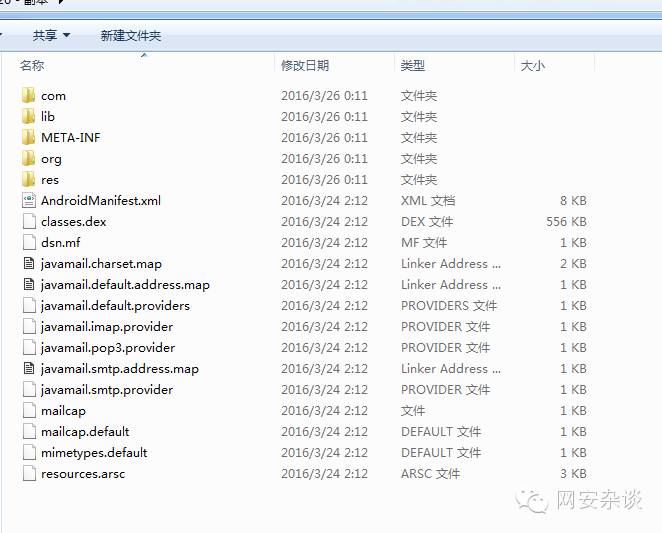 共享 新建文件夹
名称 修改日期 类型 大小
com 2016/3/26 0:11 文件夹
lib 2016/3/26 0:11 文件夹
META-INF 2016/3/26 0:11 文件夹
org 2016/3/26 0:11 文件夹
res 2016/3/26 0:11 文件夹
AndroidManifest.xml 2016/3/24 2:12 XML 文档 8 KB
classes.dex 2016/3/24 2:12 DEX 文件 556 KB
dsn.mf 2016/3/24 2:12 MF 文件 1 KB
javamail.charset.map 2016/3/24 2:12 Linker Address ... 2 KB
javamail.default.address.map 2016/3/24 2:12 Linker Address ... 1 KB
javamail.default.providers 2016/3/24 2:12 PROVIDERS 文件 1 KB
javamail.imap.provider 2016/3/24 2:12 PROVIDER 文件 1 KB
javamail.pop3.provider 2016/3/24 2:12 PROVIDER 文件 1 KB
javamail.smtp.address.map 2016/3/24 2:12 Linker Address ... 1 KB
javamail.smtp.provider 2016/3/24 2:12 PROVIDER 文件 1 KB
mailcap 2016/3/24 2:12 文件 1 KB
mailcap.default 2016/3/24 2:12 DEFAULT 文件 1 KB
mimetypes.default 2016/3/24 2:12 DEFAULT 文件 1 KB
resources.arsc 2016/3/24 2:12 ARSC 文件 3 KB
网安杂谈